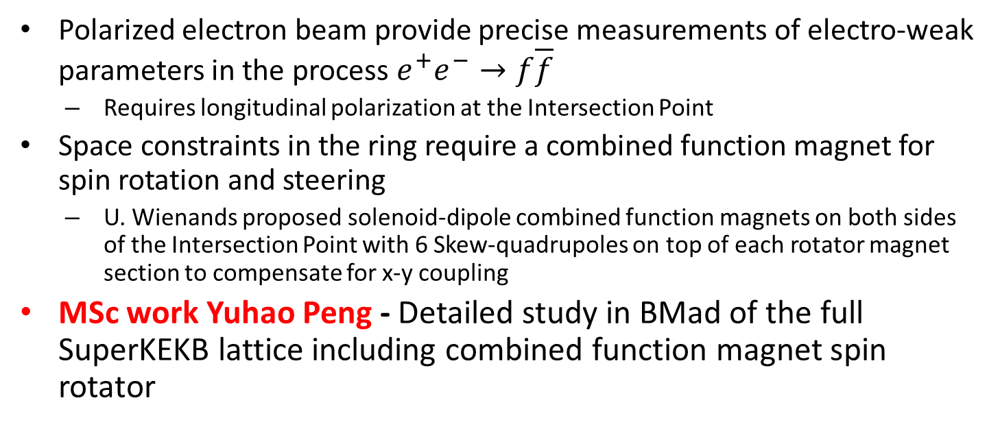 • Polarized electron beam provide precise measurements of electro-weak
parameters in the process e⁺e⁻ → f f̅
– Requires longitudinal polarization at the Intersection Point
• Space constraints in the ring require a combined function magnet for
spin rotation and steering
– U. Wienands proposed solenoid-dipole combined function magnets on both sides
of the Intersection Point with 6 Skew-quadrupoles on top of each rotator magnet
section to compensate for x-y coupling
• MSc work Yuhao Peng - Detailed study in BMad of the full
SuperKEKB lattice including combined function magnet spin
rotator